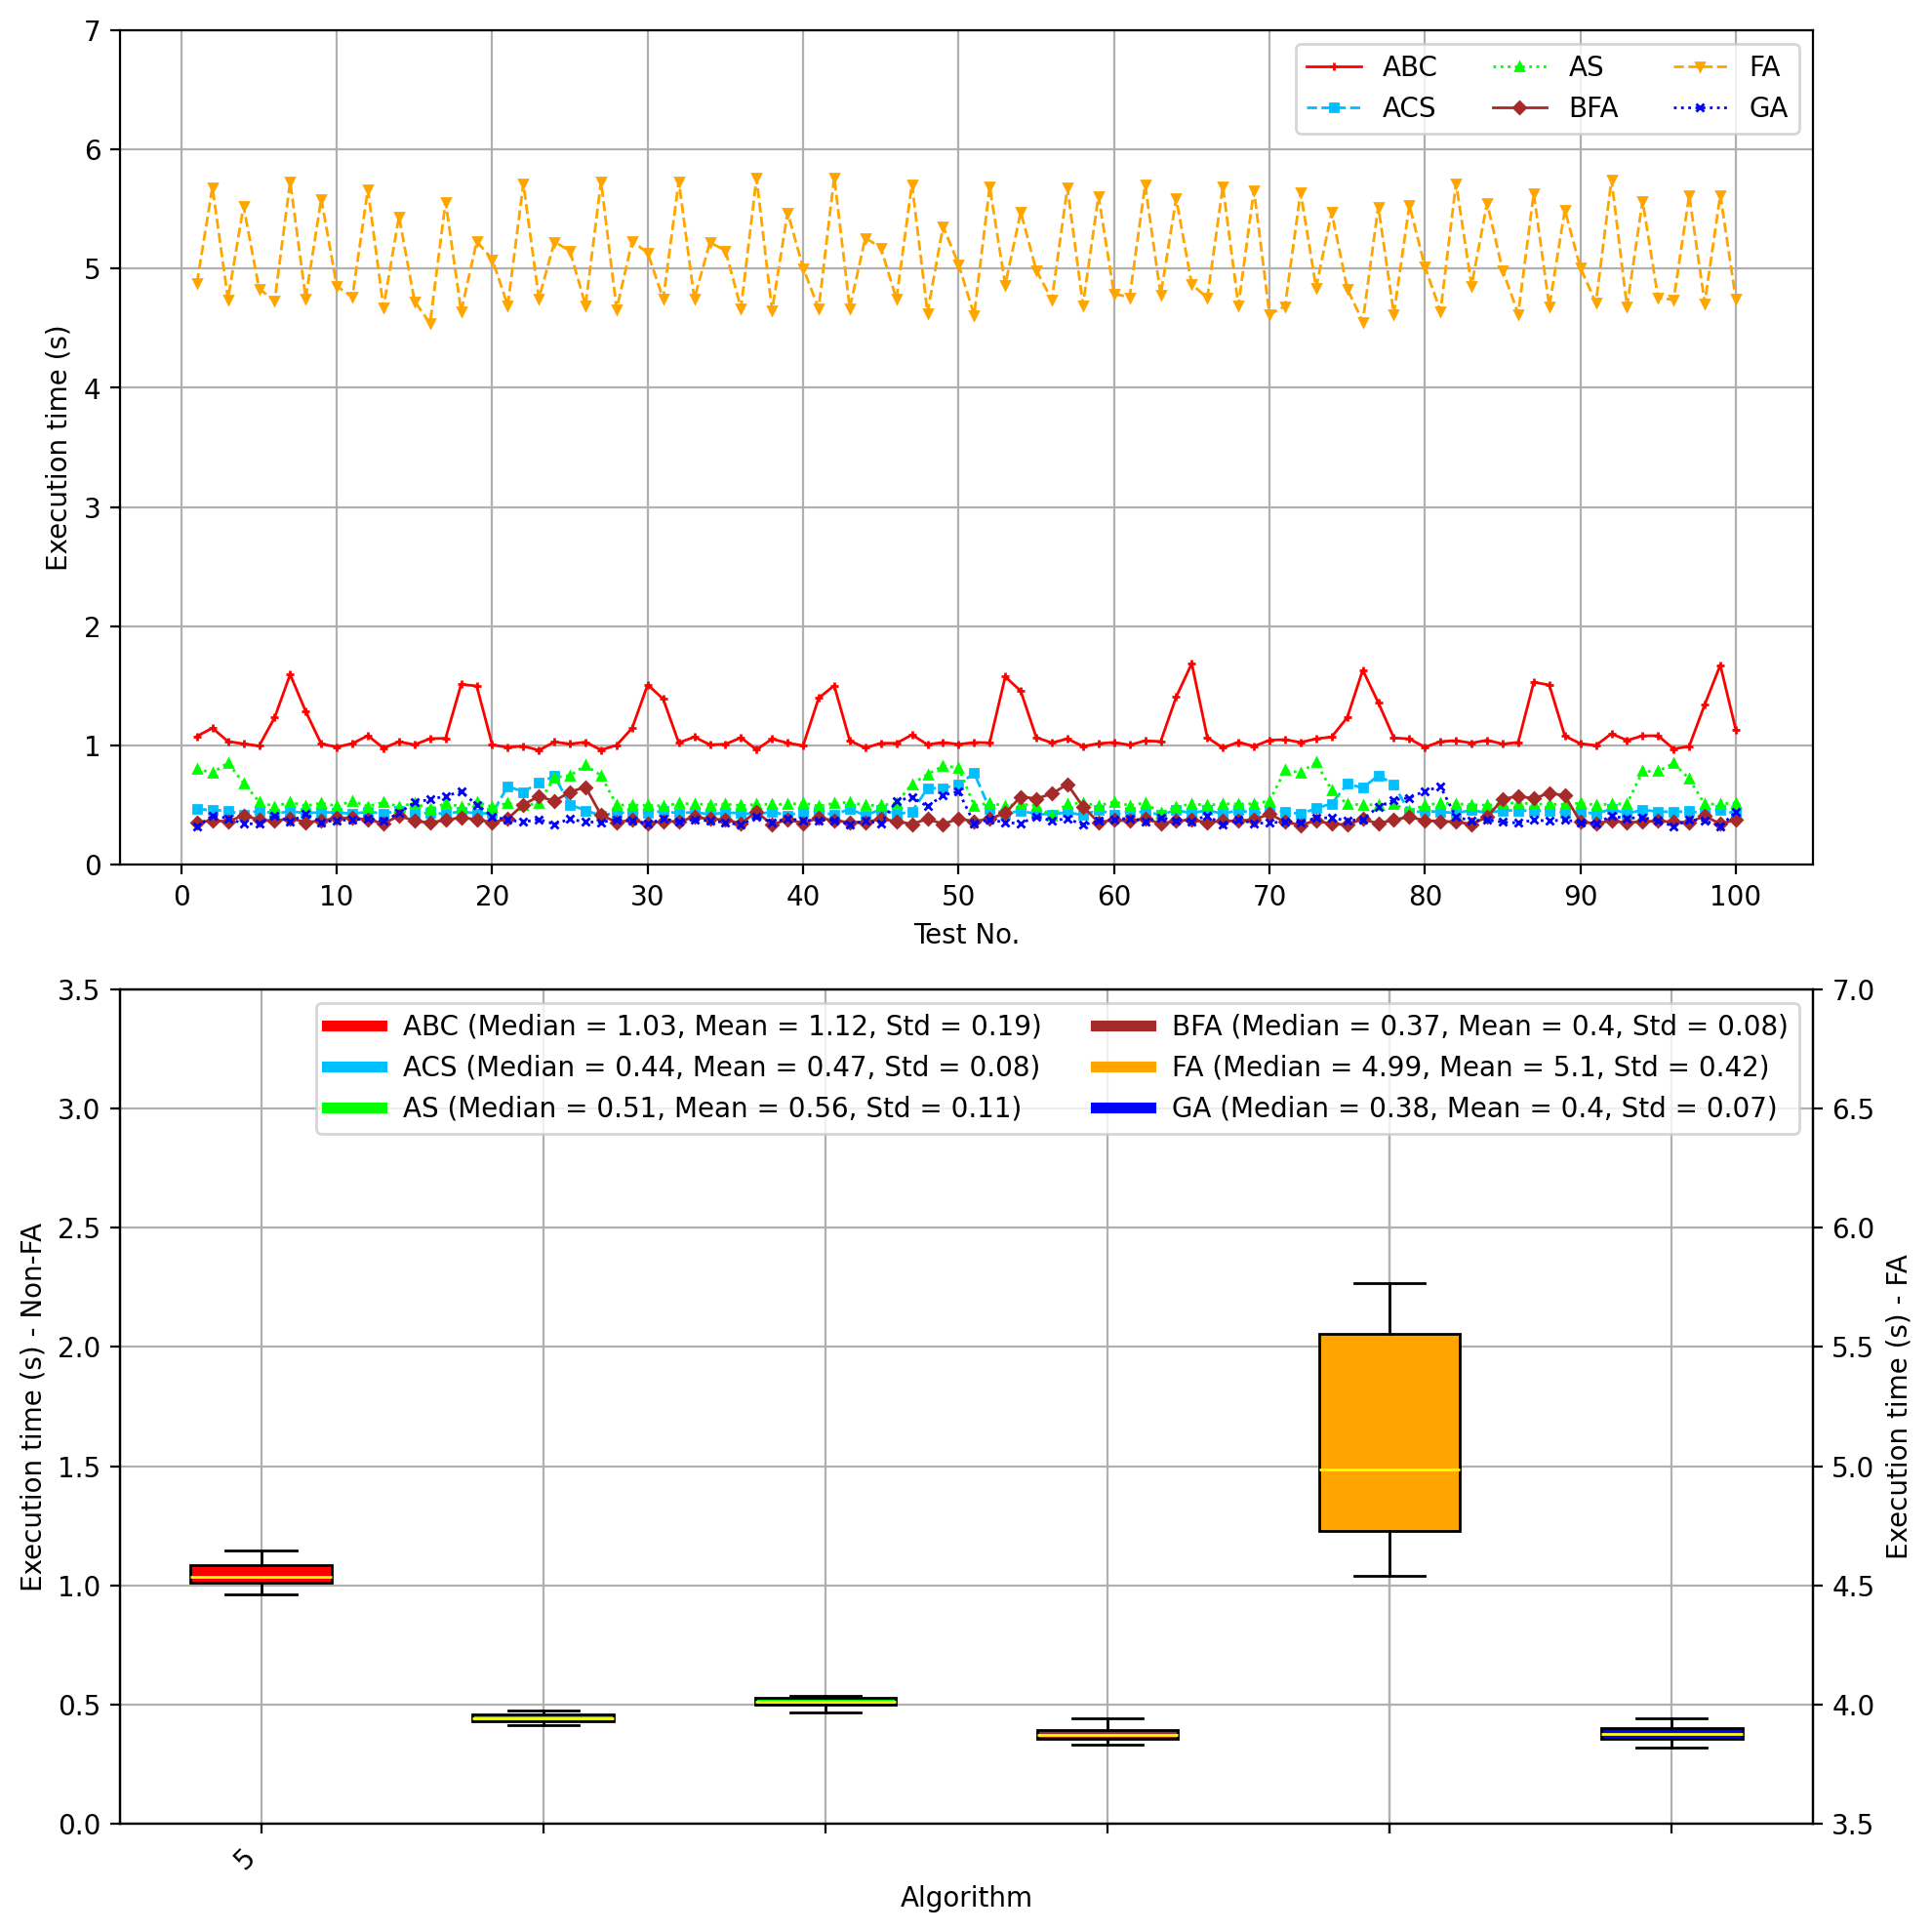 7
6
5
4
3
2
1
0
Execution time (s)
ABC
ACS
AS
BFA
FA
GA
0 10 20 30 40 50 60 70 80 90 100
Test No.
3.5
3.0
2.5
2.0
1.5
1.0
0.5
0.0
Execution time (s) - Non-FA
ABC (Median = 1.03, Mean = 1.12, Std = 0.19)
ACS (Median = 0.44, Mean = 0.47, Std = 0.08)
AS (Median = 0.51, Mean = 0.56, Std = 0.11)
BFA (Median = 0.37, Mean = 0.4, Std = 0.08)
FA (Median = 4.99, Mean = 5.1, Std = 0.42)
GA (Median = 0.38, Mean = 0.4, Std = 0.07)
7.0
6.5
6.0
5.5
5.0
4.5
4.0
3.5
Execution time (s) - FA
5
Algorithm